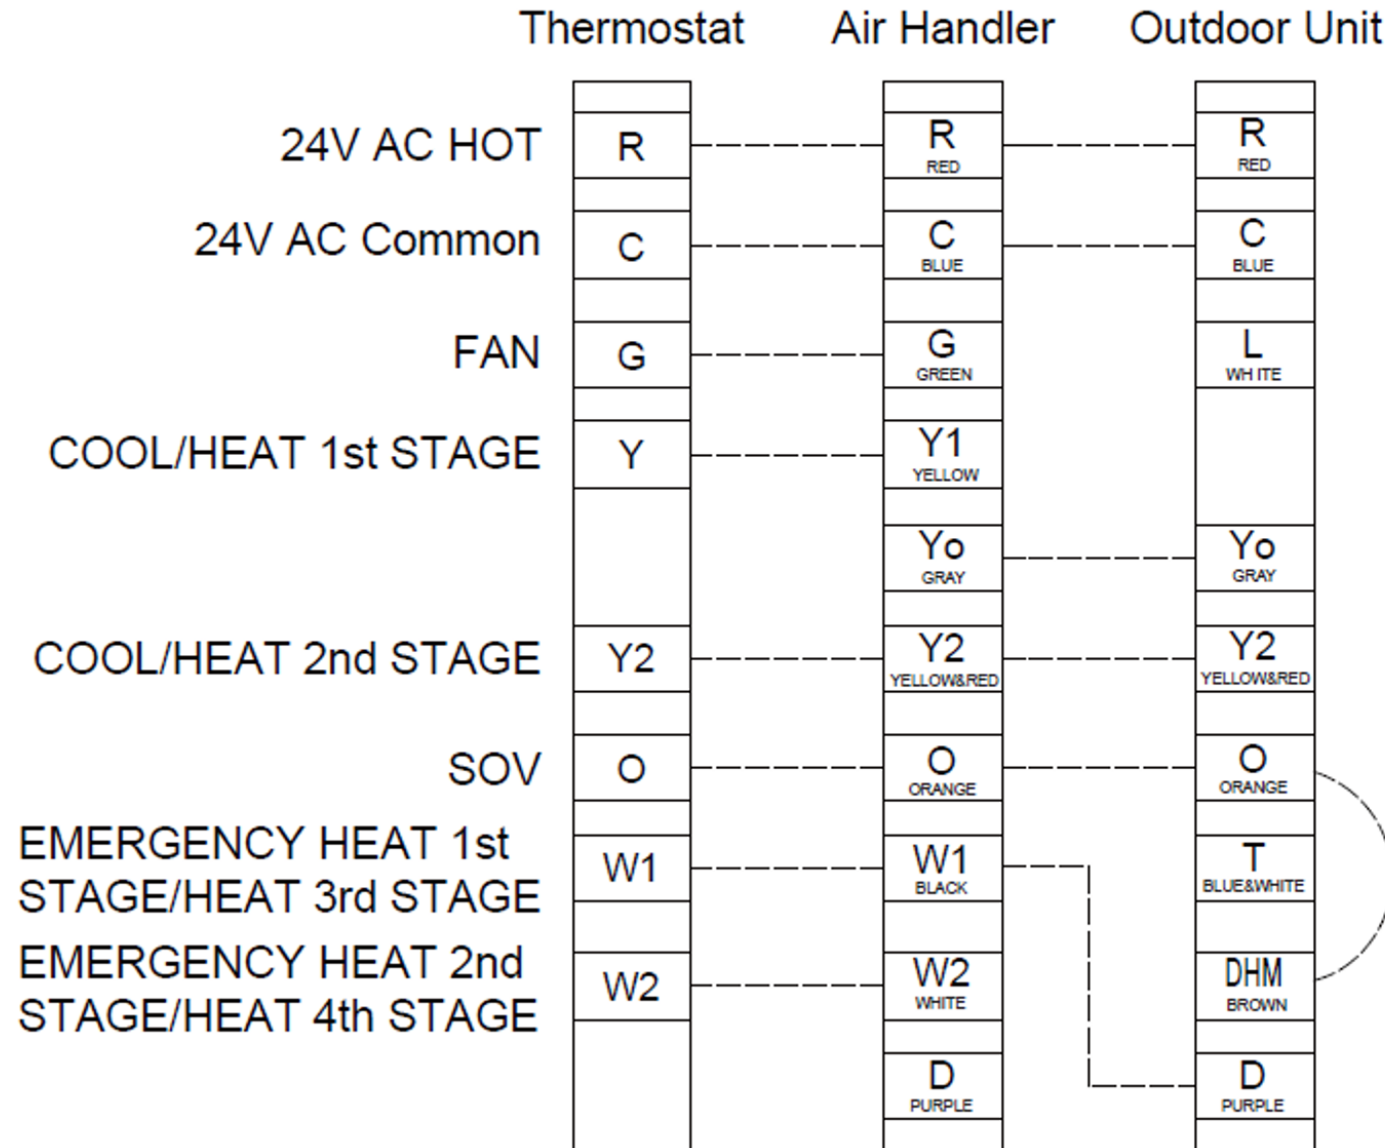 Thermostat Air Handler Outdoor Unit
24V AC HOT R R R
RED RED
24V AC Common C C C
BLUE BLUE
FAN G G L
GREEN WH ITE
COOL/HEAT 1st STAGE Y Y1
YELLOW
Yo Yo
GRAY GRAY
COOL/HEAT 2nd STAGE Y2 Y2 Y2
YELLOW&RED YELLOW&RED
SOV O O O
ORANGE ORANGE
EMERGENCY HEAT 1st
STAGE/HEAT 3rd STAGE W1 W1 T
BLACK BLUE&WHITE
EMERGENCY HEAT 2nd
STAGE/HEAT 4th STAGE W2 W2 DHM
WHITE BROWN
D D
PURPLE PURPLE